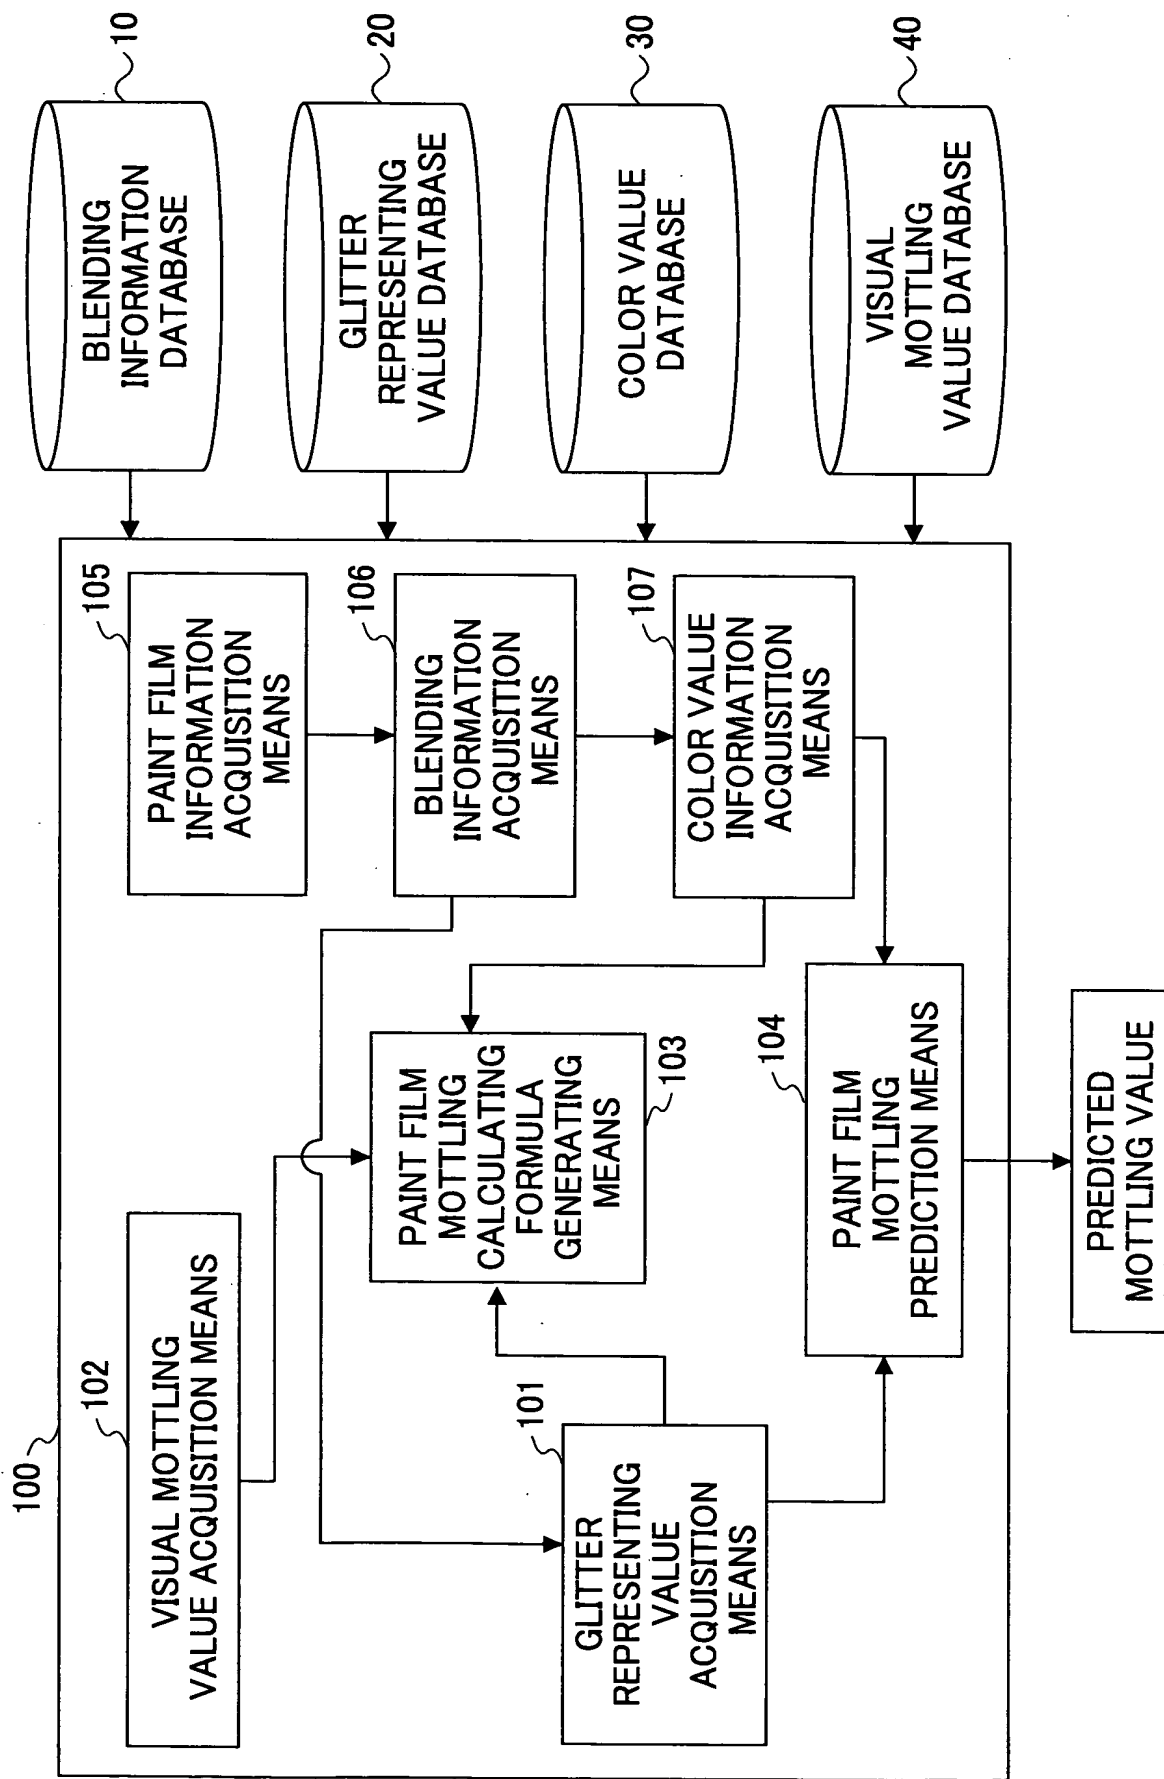 100
102
VISUAL MOTTLING
VALUE ACQUISITION MEANS
101
GLITTER
REPRESENTING
VALUE
ACQUISITION
MEANS
PAINT FILM
MOTTLING
CALCULATING
FORMULA
GENERATING
MEANS
103
104
PAINT FILM
MOTTLING
PREDICTION MEANS
PREDICTED
MOTTLING VALUE
105
PAINT FILM
INFORMATION
ACQUISITION
MEANS
106
BLENDING
INFORMATION
ACQUISITION
MEANS
107
COLOR VALUE
INFORMATION
ACQUISITION
MEANS
10
BLENDING
INFORMATION
DATABASE
20
GLITTER
REPRESENTING
VALUE DATABASE
30
COLOR VALUE
DATABASE
40
VISUAL
MOTTLING
VALUE DATABASE